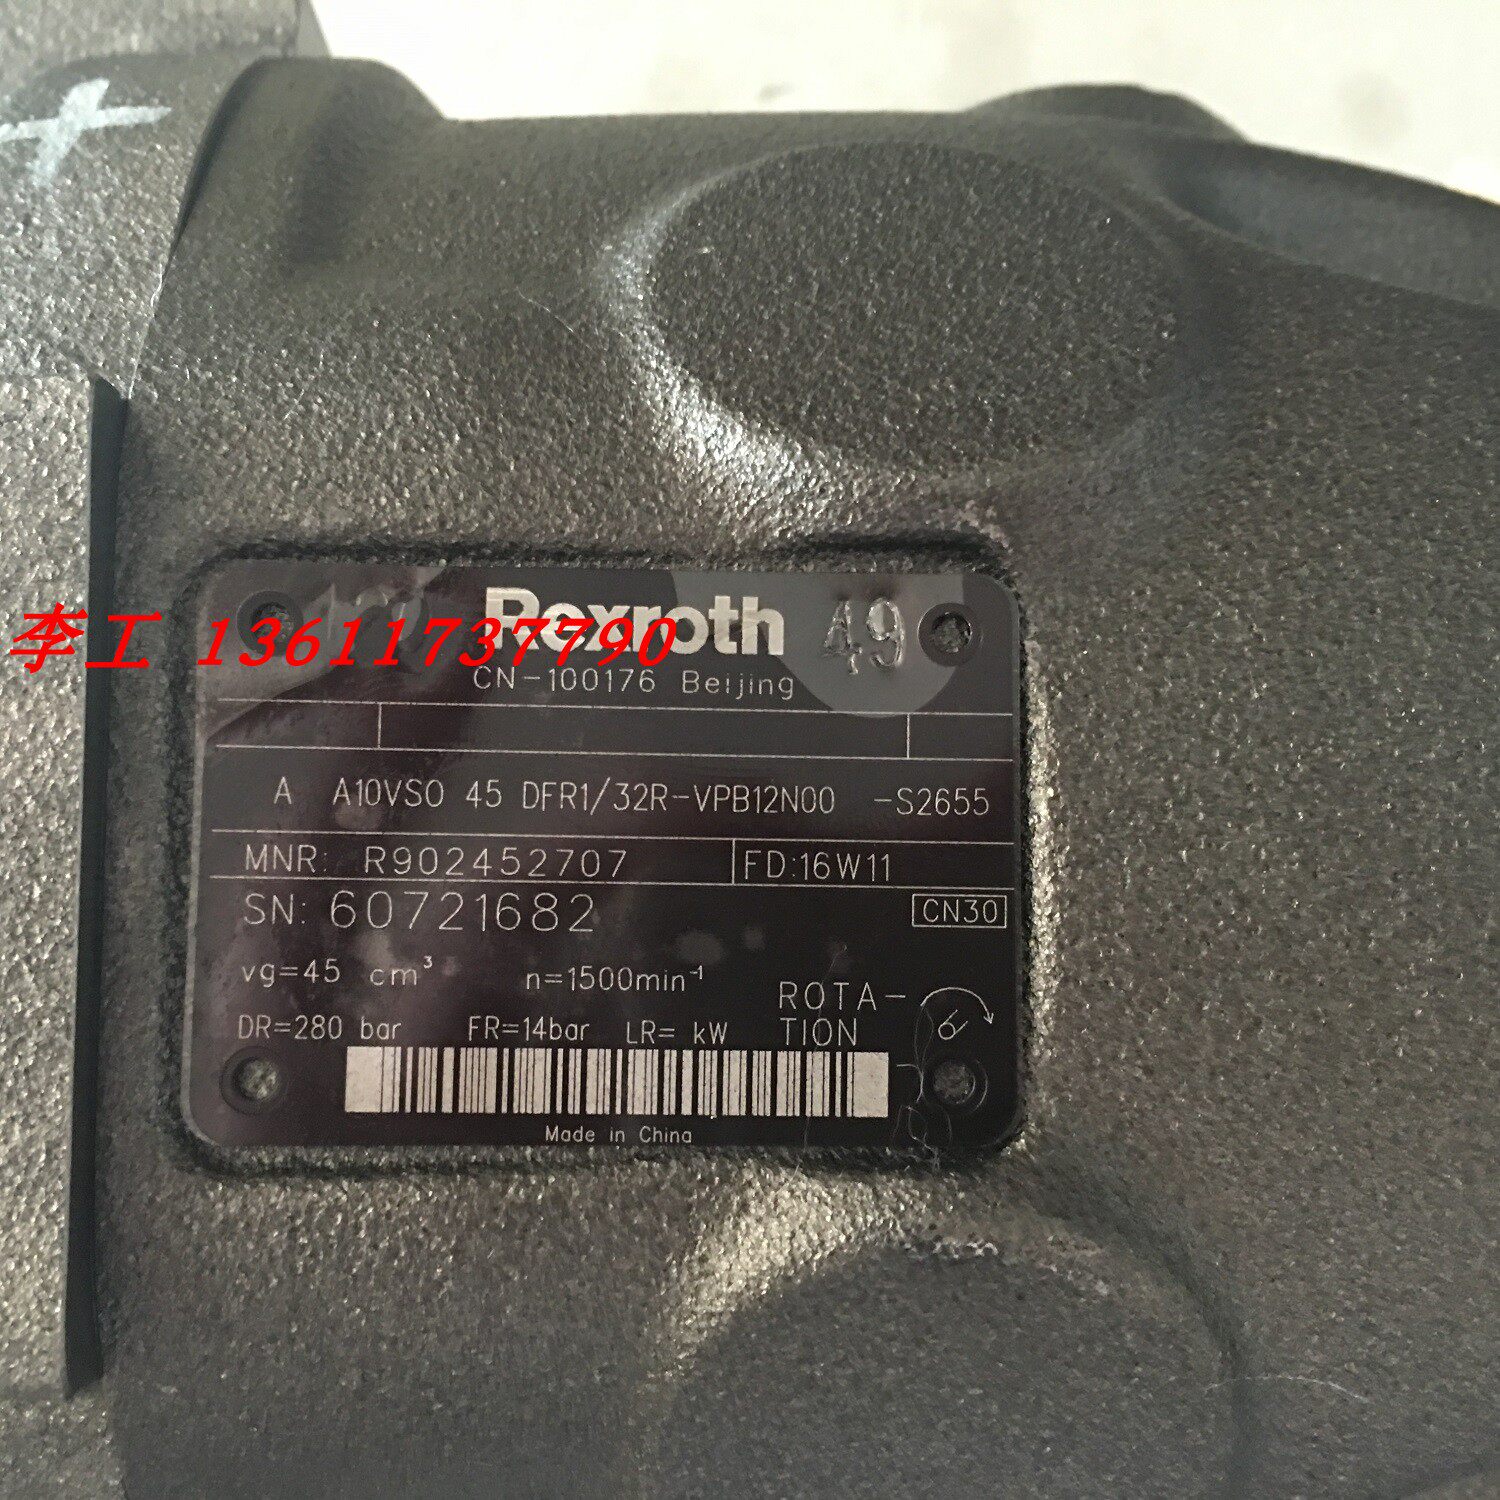 Rexroth 49
李工 13611737790
CN-100176 Beijing
A A10VSO 45 DFR1/32R-VPB12N00 -S2655
MNR: R902452707 FD:16W11
SN: 60721682 CN30
vg=45 cm³ n=1500min⁻¹
ROTA-
TION
DR=280 bar FR=14bar LR= kW
Made in China